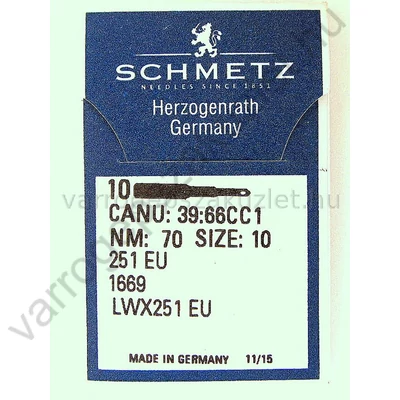 SCHMETZ
NEEDLES SINCE 1851
Herzogenrath
Germany
10
CANU: 39:66CC1
NM: 70 SIZE: 10
251 EU
1669
LWX251 EU
MADE IN GERMANY 11/15